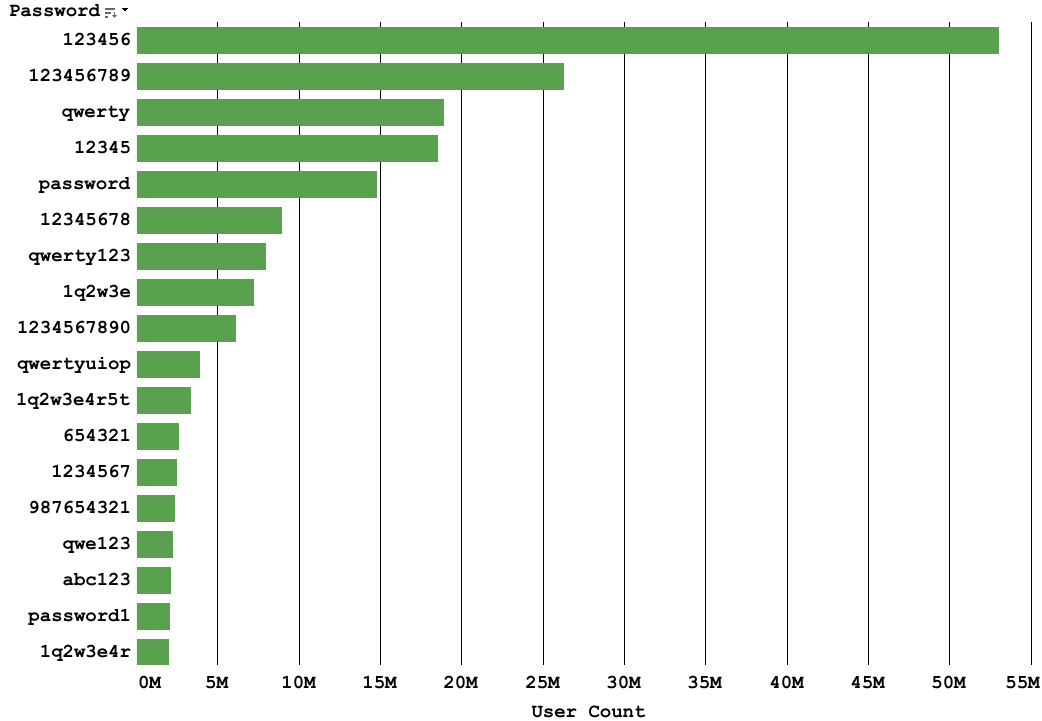 Password
123456
123456789
qwerty
12345
password
12345678
qwerty123
1q2w3e
1234567890
qwertyuiop
1q2w3e4r5t
654321
1234567
987654321
qwe123
abc123
password1
1q2w3e4r
0M 5M 10M 15M 20M 25M 30M 35M 40M 45M 50M 55M
User Count